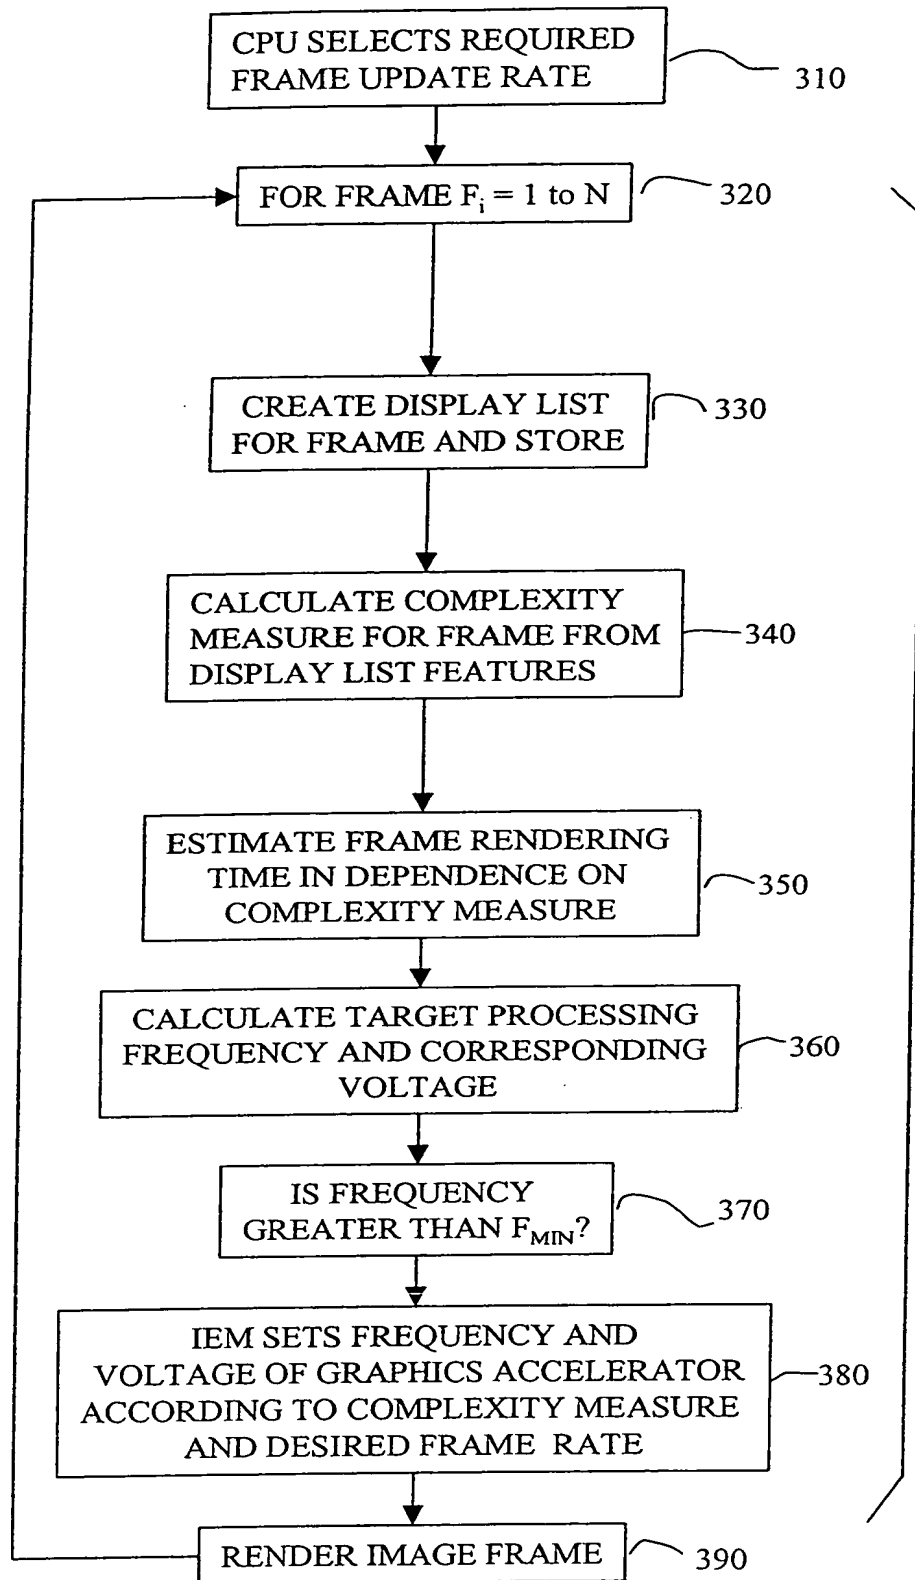 CPU SELECTS REQUIRED
FRAME UPDATE RATE
310
FOR FRAME Fi = 1 to N
320
CREATE DISPLAY LIST
FOR FRAME AND STORE
330
CALCULATE COMPLEXITY
MEASURE FOR FRAME FROM
DISPLAY LIST FEATURES
340
ESTIMATE FRAME RENDERING
TIME IN DEPENDENCE ON
COMPLEXITY MEASURE
350
CALCULATE TARGET PROCESSING
FREQUENCY AND CORRESPONDING
VOLTAGE
360
IS FREQUENCY
GREATER THAN FMIN?
370
IEM SETS FREQUENCY AND
VOLTAGE OF GRAPHICS ACCELERATOR
ACCORDING TO COMPLEXITY MEASURE
AND DESIRED FRAME RATE
380
RENDER IMAGE FRAME
390